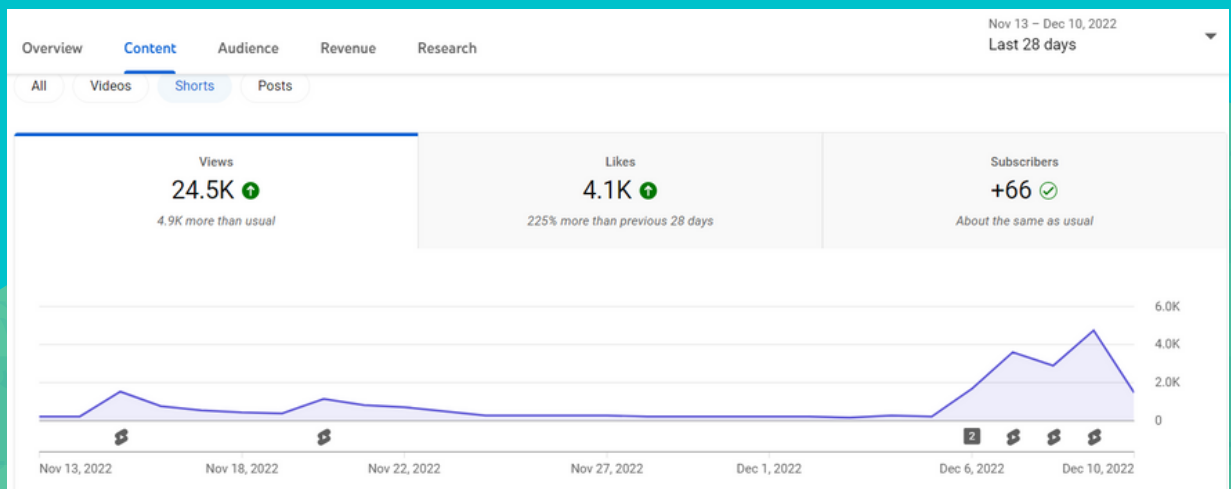 Nov 13 – Dec 10, 2022
Overview Content Audience Revenue Research Last 28 days
All Videos Shorts Posts
Views Likes Subscribers
24.5K 4.1K +66
4.9K more than usual 225% more than previous 28 days About the same as usual
6.0K
4.0K
2.0K
0
2
Nov 13, 2022 Nov 18, 2022 Nov 22, 2022 Nov 27, 2022 Dec 1, 2022 Dec 6, 2022 Dec 10, 2022